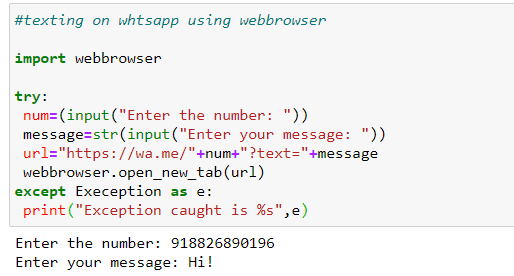 #texting on whtsapp using webbrowser
import webbrowser
try:
num=(input("Enter the number: "))
message=str(input("Enter your message: "))
url="https://wa.me/"+num+"?text="+message
webbrowser.open_new_tab(url)
except Exeception as e:
print("Exception caught is %s",e)
Enter the number: 918826890196
Enter your message: Hi!